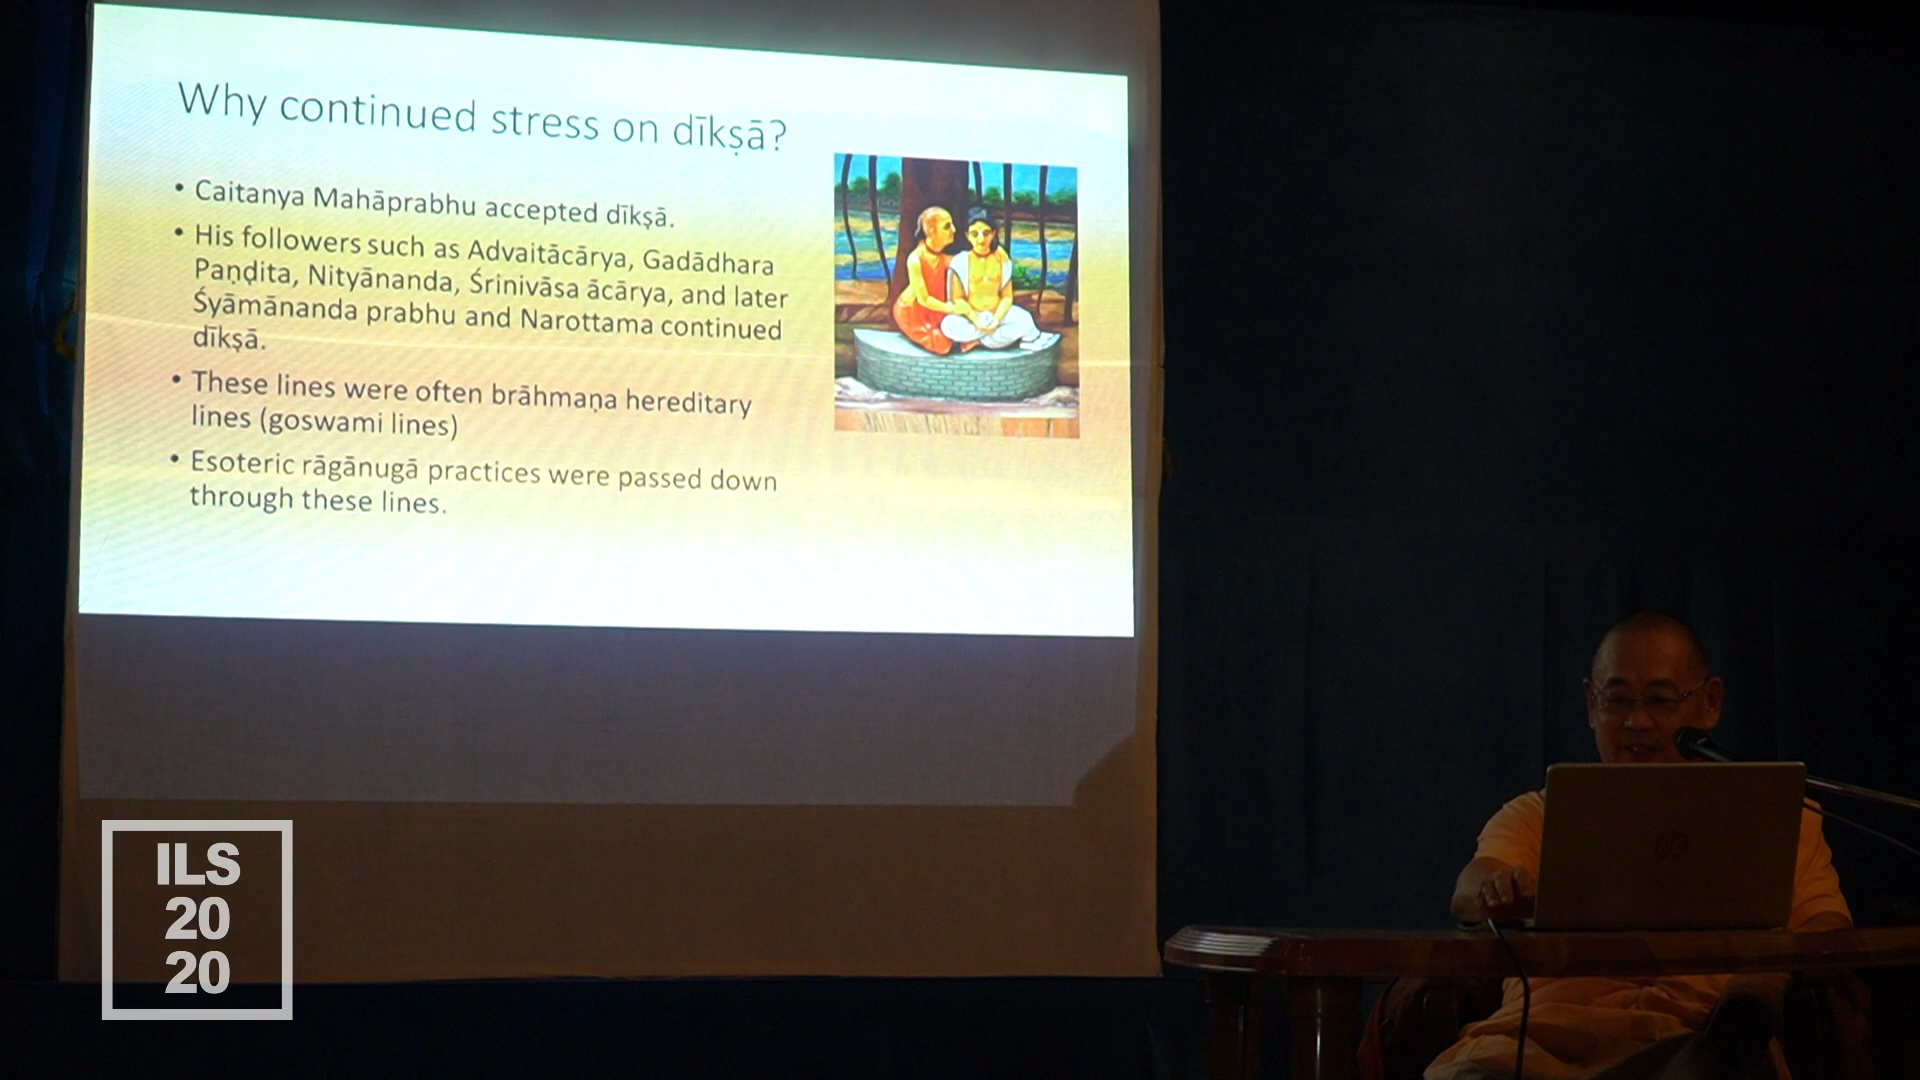 Why continued stress on dīkṣā?
• Caitanya Mahāprabhu accepted dīkṣā.
• His followers such as Advaitācārya, Gadādhara
Paṇḍita, Nityānanda, Śrinivāsa ācārya, and later
Śyāmānanda prabhu and Narottama continued
dīkṣā.
• These lines were often brāhmaṇa hereditary
lines (goswami lines)
• Esoteric rāgānugā practices were passed down
through these lines.
ILS
20
20